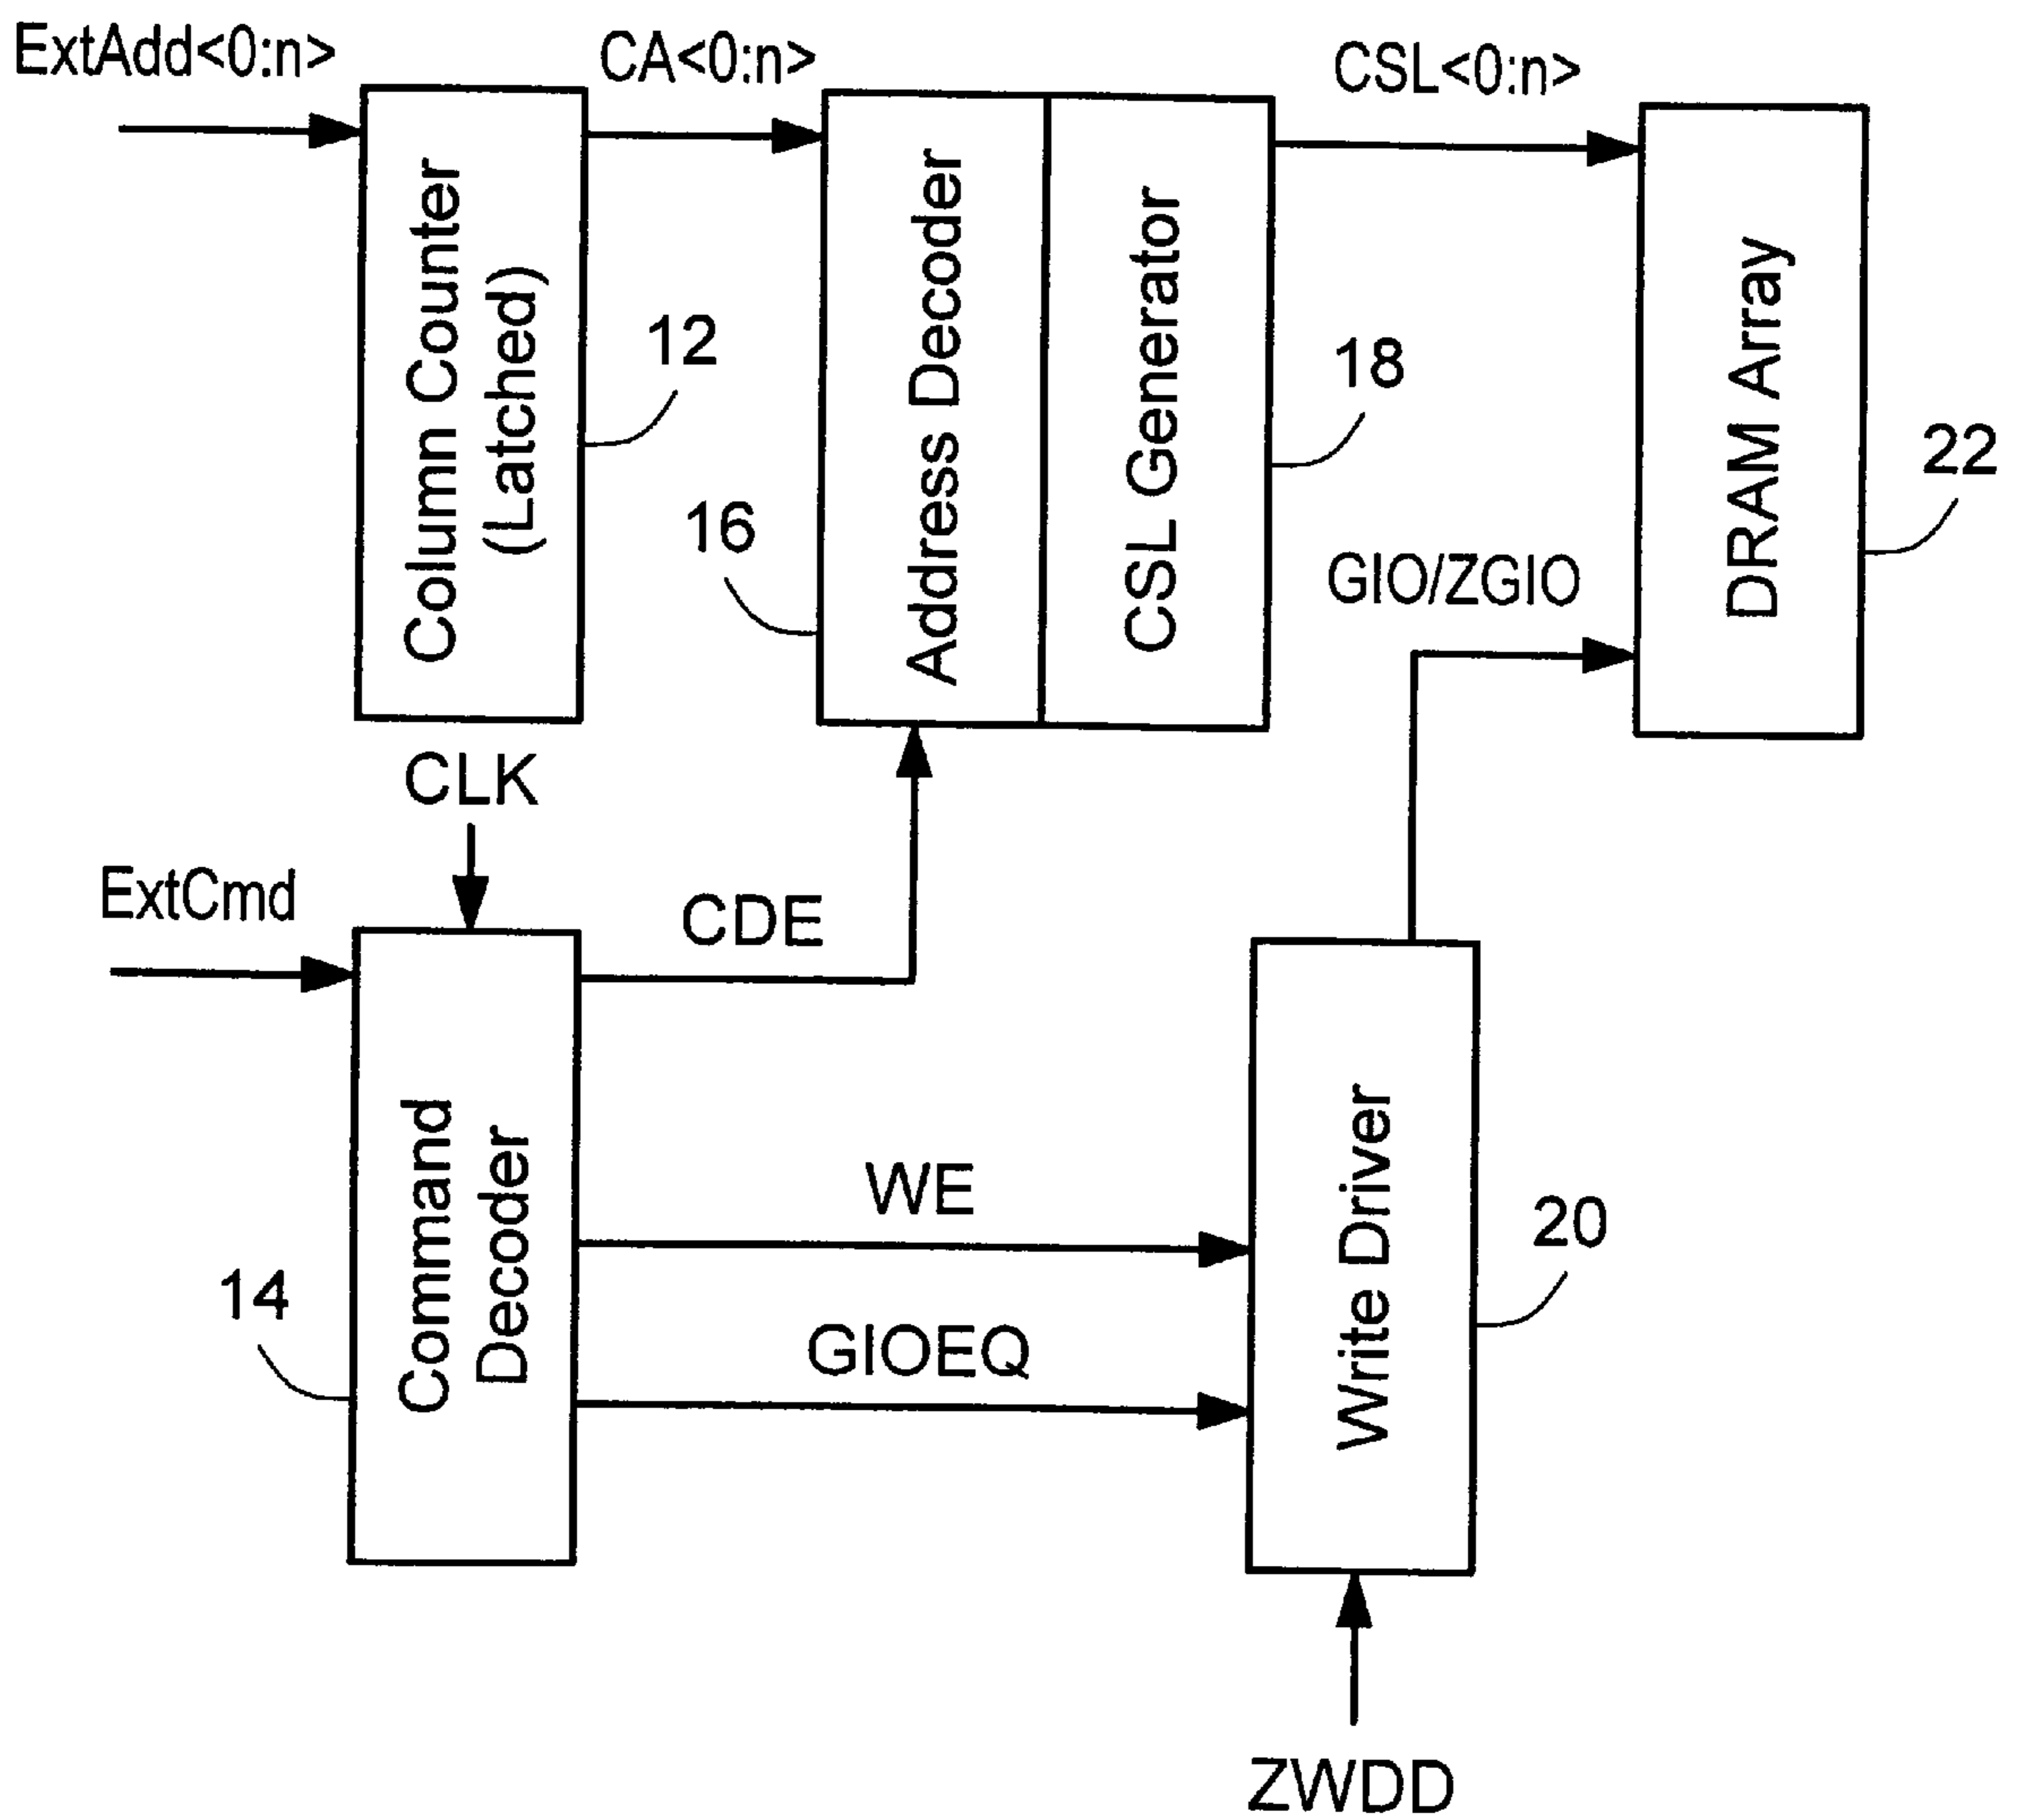 ExtAdd<0:n>
CA<0:n>
CSL<0:n>
Column Counter
(Latched)
12
Address Decoder
16
CSL Generator
18
DRAM Array
22
GIO/ZGIO
CLK
ExtCmd
CDE
Command
Decoder
14
WE
GIOEQ
Write Driver
20
ZWDD